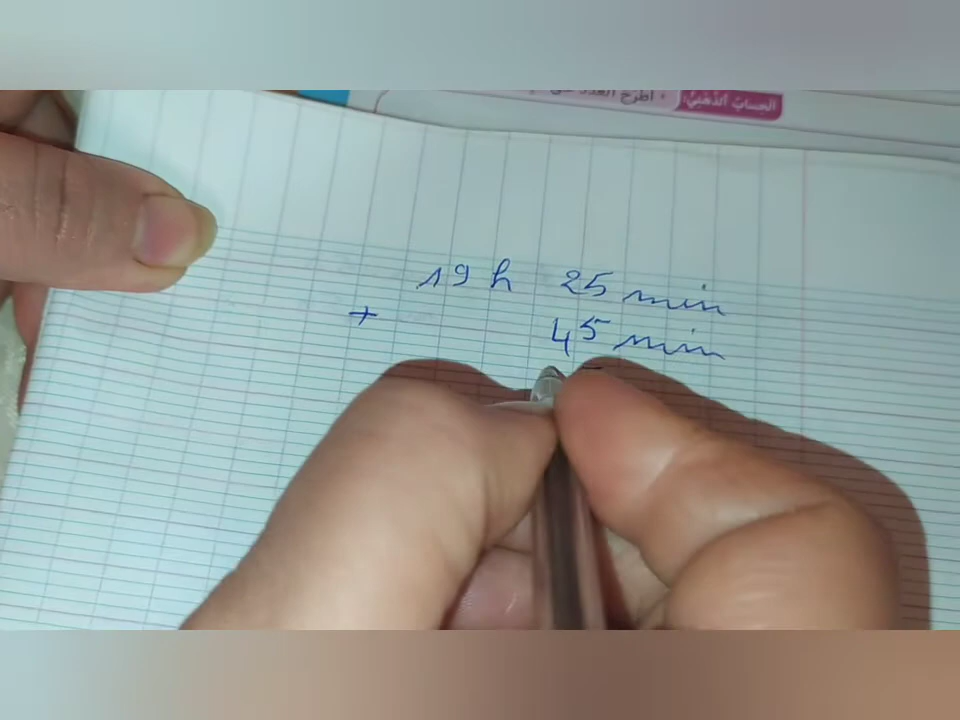 الحساب الذهني: • أطرح العدد
19 h 25 min
+ 45 min